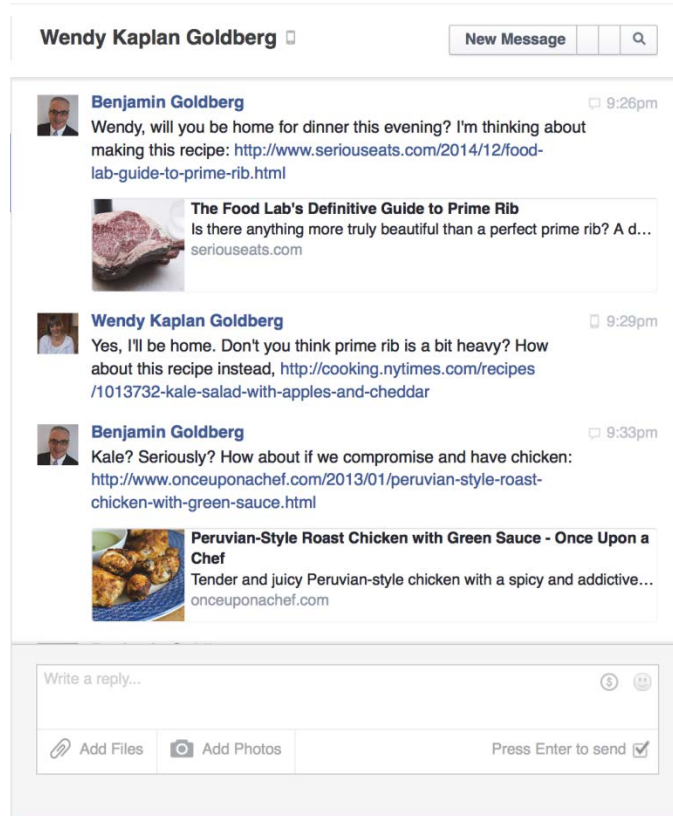 Wendy Kaplan Goldberg
New Message
Benjamin Goldberg
9:26pm
Wendy, will you be home for dinner this evening? I'm thinking about
making this recipe: http://www.seriouseats.com/2014/12/food-
lab-guide-to-prime-rib.html
The Food Lab's Definitive Guide to Prime Rib
Is there anything more truly beautiful than a perfect prime rib? A d...
seriouseats.com
Wendy Kaplan Goldberg
9:29pm
Yes, I'll be home. Don't you think prime rib is a bit heavy? How
about this recipe instead, http://cooking.nytimes.com/recipes
/1013732-kale-salad-with-apples-and-cheddar
Benjamin Goldberg
9:33pm
Kale? Seriously? How about if we compromise and have chicken:
http://www.onceuponachef.com/2013/01/peruvian-style-roast-
chicken-with-green-sauce.html
Peruvian-Style Roast Chicken with Green Sauce - Once Upon a
Chef
Tender and juicy Peruvian-style chicken with a spicy and addictive...
onceuponachef.com
Write a reply...
Add Files
Add Photos
Press Enter to send